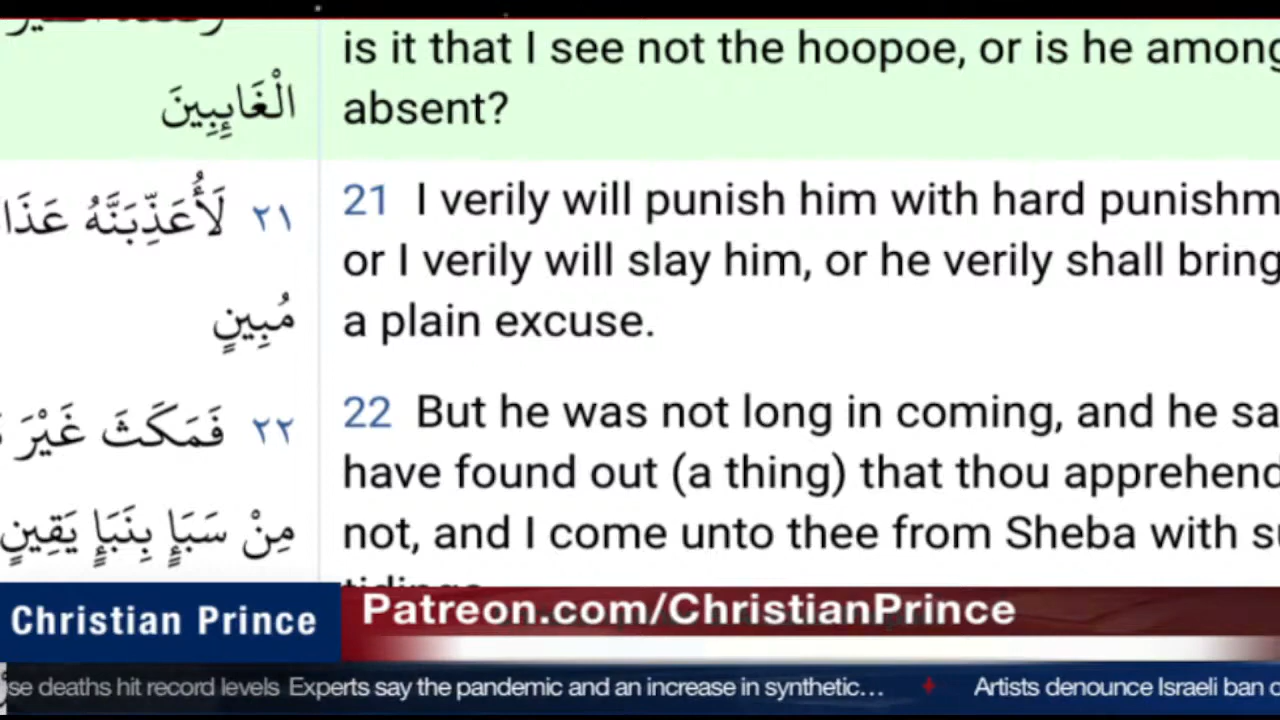 is it that I see not the hoopoe, or is he among
absent?
الْغَائِبِينَ
21 I verily will punish him with hard
or I verily will slay him, or he verily shall bring
a plain excuse.
٢١ لَأُعَذِّبَنَّهُ
مُبِينٍ
22 But he was not long in coming, and he
have found out (a thing) that thou
not, and I come unto thee from Sheba with
tidings
٢٢ فَمَكَثَ غَيْرَ
مِنْ سَبَإٍ بِنَبَإٍ يَقِينٍ
Christian Prince
Patreon.com/ChristianPrince
se deaths hit record levels Experts say the pandemic and an increase in synthetic... Artists denounce Israeli ban